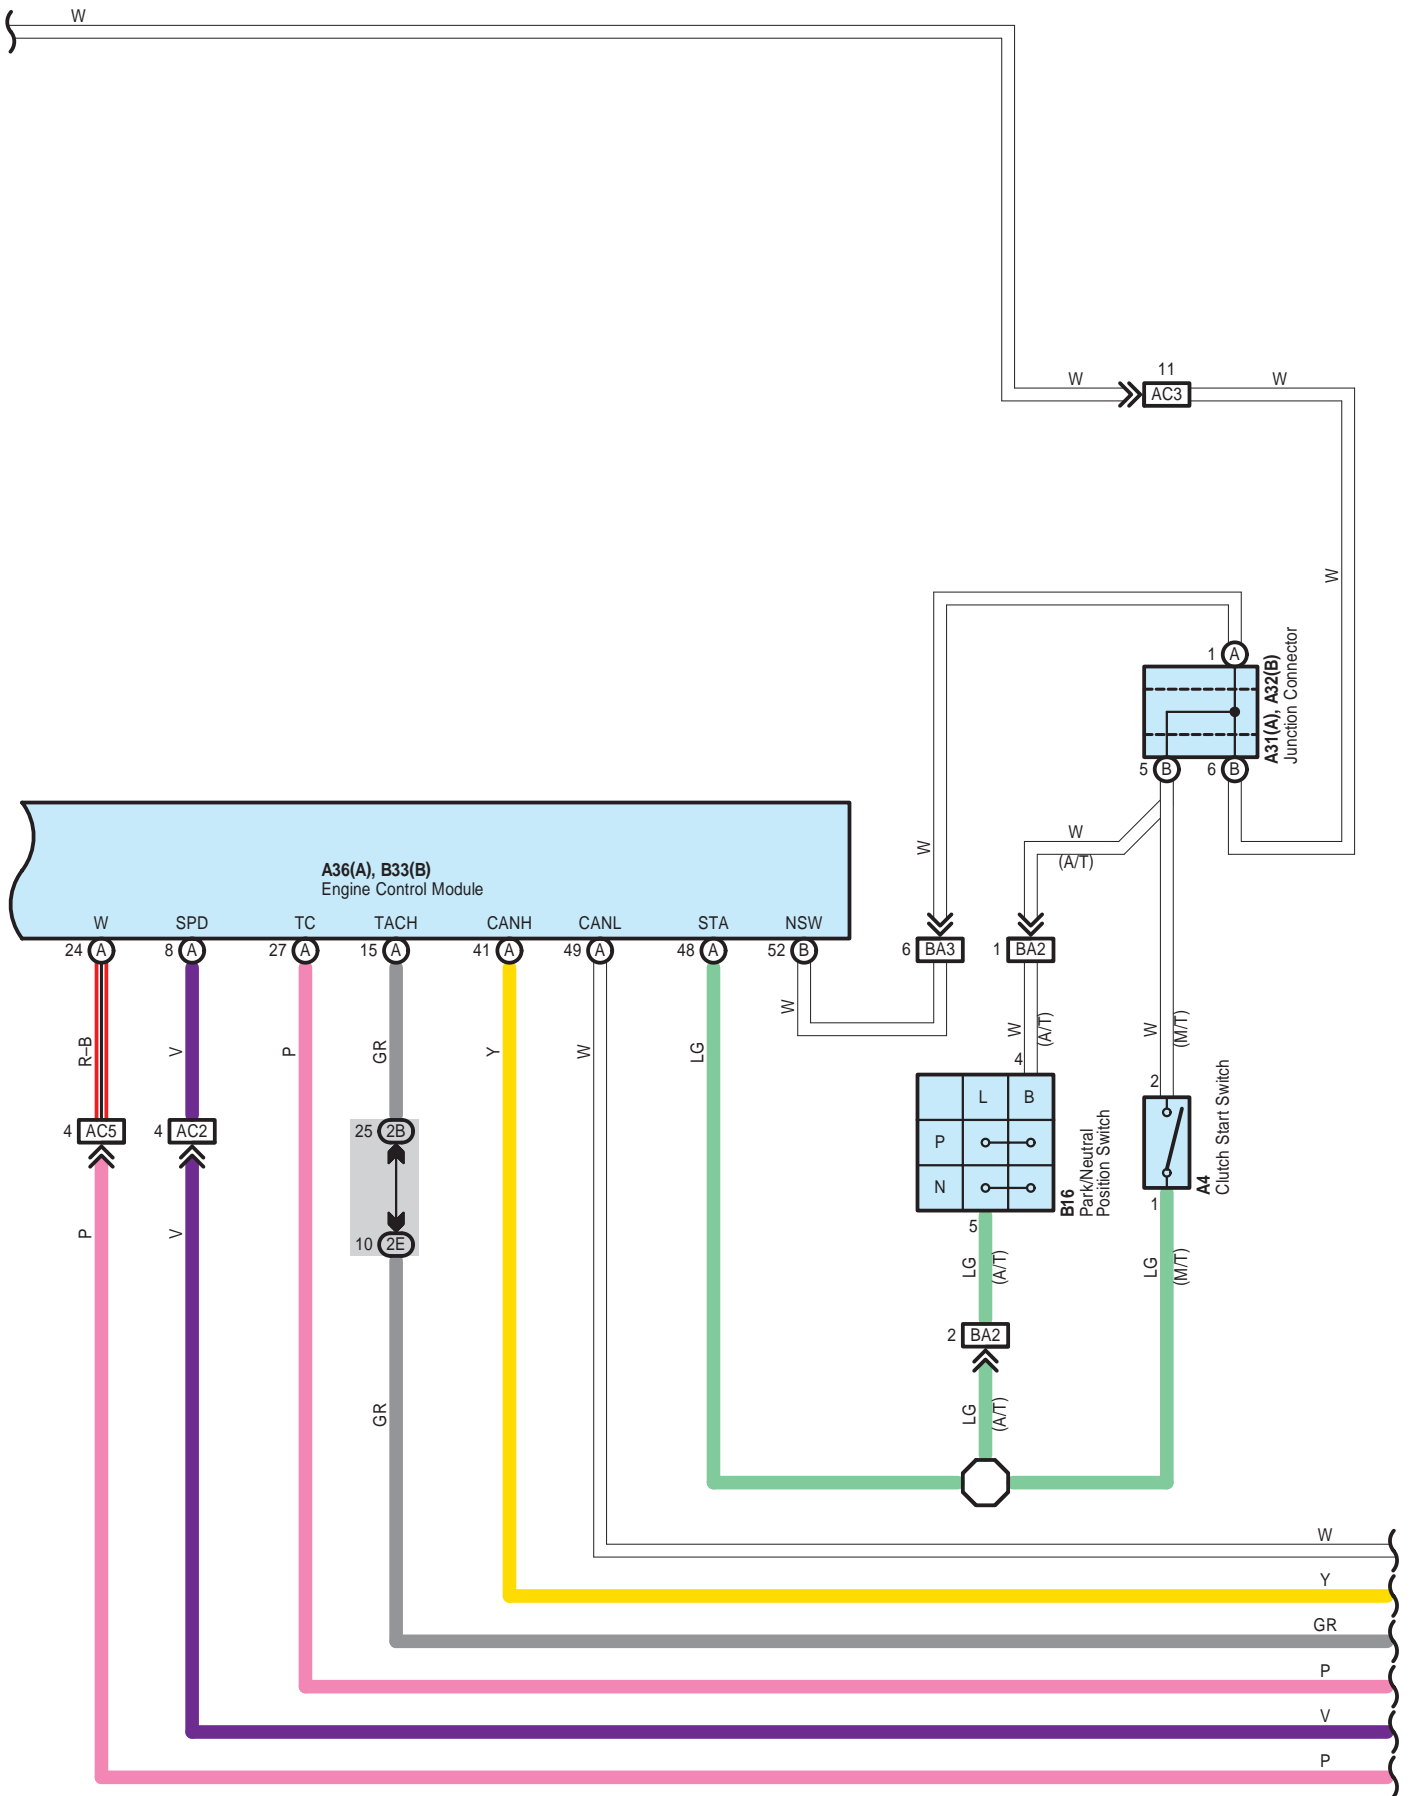 W
11
W
AC3
W
W
1 A
A31(A), A32(B)
Junction Connector
5 B
6 B
W
(A/T)
W
A36(A), B33(B)
Engine Control Module
W SPD TC TACH CANH CANL STA NSW
24 A
8 A
27 A
15 A
41 A
49 A
48 A
52 B
6 BA3
1 BA2
R–B
V
P
GR
Y
W
LG
W
W
(A/T)
W
(M/T)
4
2
L B
P
N
B16
Park/Neutral
Position Switch
A4
Clutch Start Switch
4 AC5
4 AC2
25 2B
10 2E
5
1
P
V
LG
(A/T)
LG
(M/T)
2 BA2
GR
LG
(A/T)
W
Y
GR
P
V
P